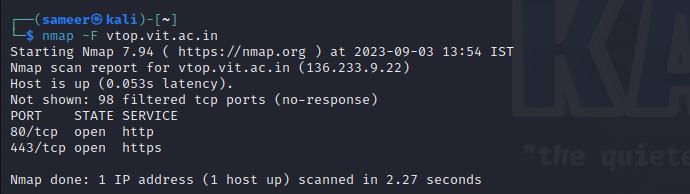 ┌──(sameer㉿kali)-[~]
└─$ nmap -F vtop.vit.ac.in
Starting Nmap 7.94 ( https://nmap.org ) at 2023-09-03 13:54 IST
Nmap scan report for vtop.vit.ac.in (136.233.9.22)
Host is up (0.053s latency).
Not shown: 98 filtered tcp ports (no-response)
PORT    STATE SERVICE
80/tcp  open  http
443/tcp open  https
Nmap done: 1 IP address (1 host up) scanned in 2.27 seconds
KA
"the quiete